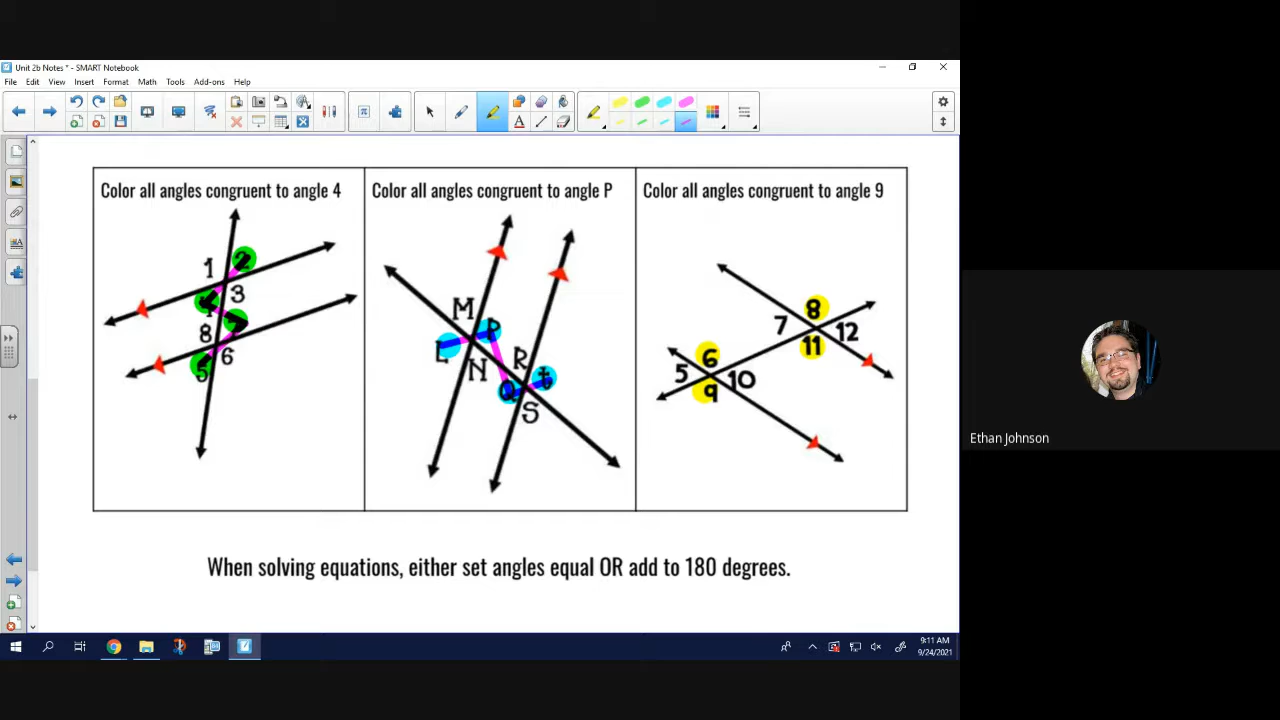 Unit 2b Notes * - SMART Notebook
File Edit View Insert Format Math Tools Add-ons Help
Color all angles congruent to angle 4
Color all angles congruent to angle P
Color all angles congruent to angle 9
1 2
3
8
6
5
M
L P
N R
Q t
S
8
7 12
11
6
5 10
9
Ethan Johnson
When solving equations, either set angles equal OR add to 180 degrees.
9:11 AM
9/24/2021